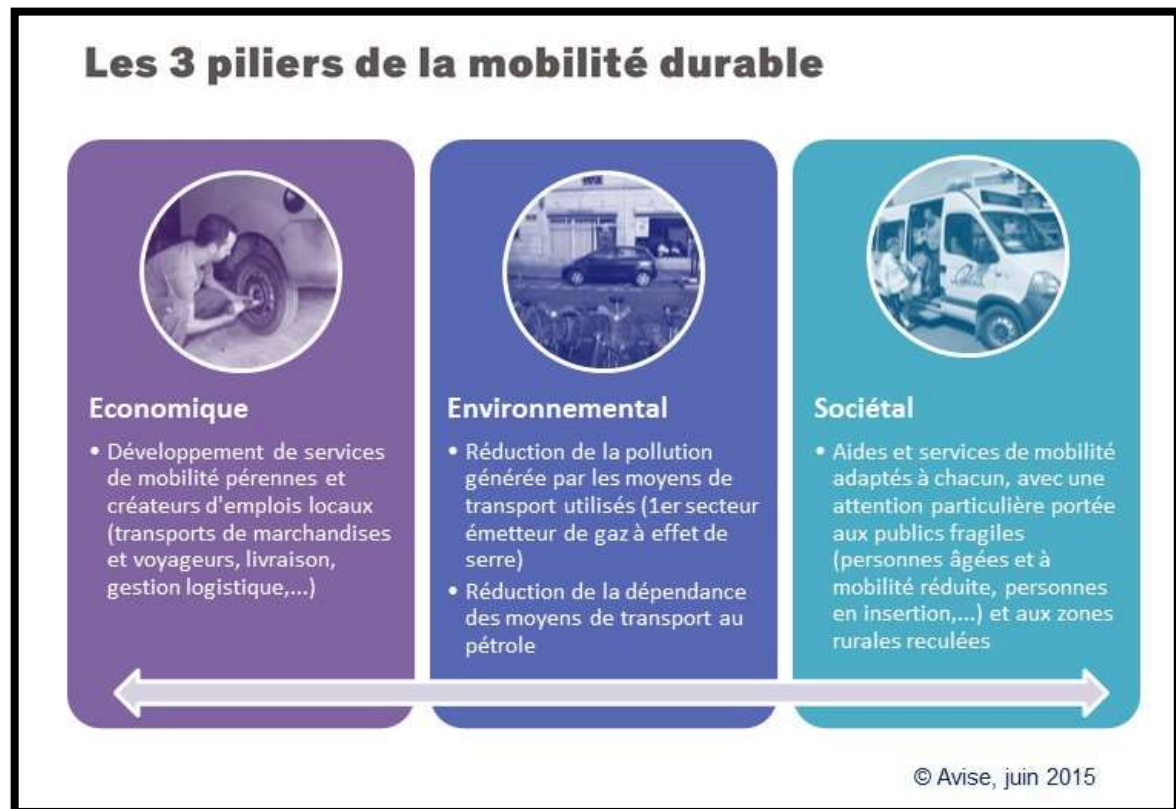 Les 3 piliers de la mobilité durable
Economique
• Développement de services
de mobilité pérennes et
créateurs d'emplois locaux
(transports de marchandises
et voyageurs, livraison,
gestion logistique,...)
Environnemental
• Réduction de la pollution
générée par les moyens de
transport utilisés (1er secteur
émetteur de gaz à effet de
serre)
• Réduction de la dépendance
des moyens de transport au
pétrole
Sociétal
• Aides et services de mobilité
adaptés à chacun, avec une
attention particulière portée
aux publics fragiles
(personnes âgées et à
mobilité réduite, personnes
en insertion,...) et aux zones
rurales reculées
© Avise, juin 2015